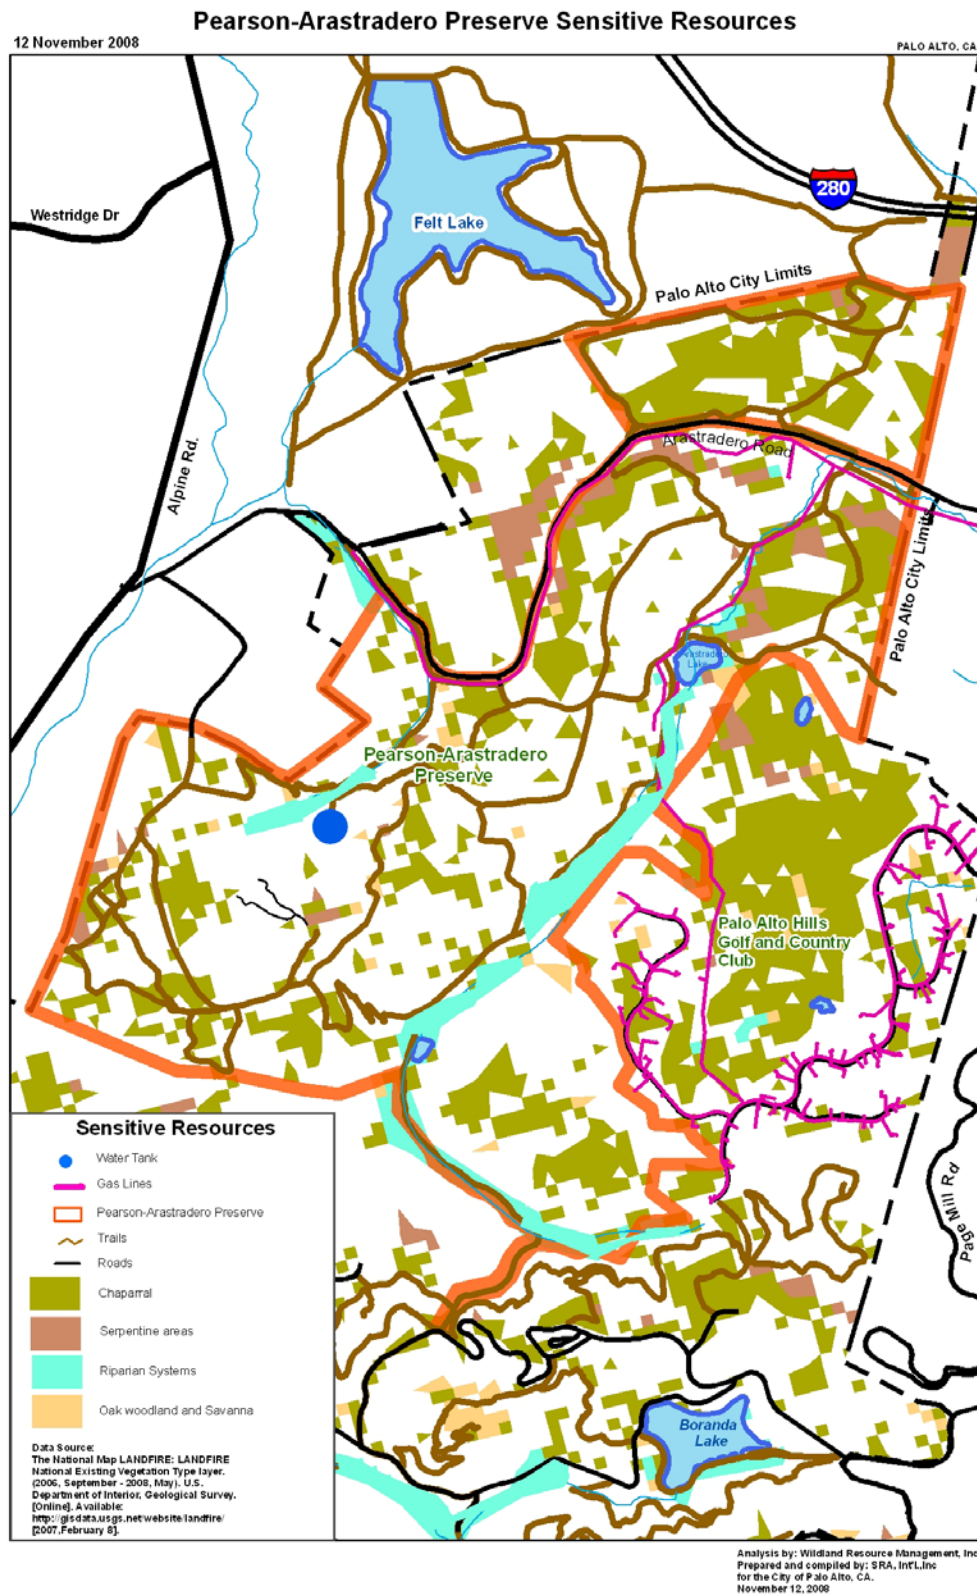 Pearson-Arastradero Preserve Sensitive Resources
12 November 2008
PALO ALTO, CA
280
Westridge Dr
Felt Lake
Palo Alto City Limits
Arastradero Road
Alpine Rd.
Palo Alto City Limits
Arastradero
Lake
Pearson-Arastradero
Preserve
Palo Alto Hills
Golf and Country
Club
Page Mill Rd
Boranda
Lake
Sensitive Resources
Water Tank
Gas Lines
Pearson-Arastradero Preserve
Trails
Roads
Chaparral
Serpentine areas
Riparian Systems
Oak woodland and Savanna
Data Source:
The National Map LANDFIRE: LANDFIRE
National Existing Vegetation Type layer.
(2006, September - 2008, May). U.S.
Department of Interior, Geological Survey.
[Online]. Available:
http://gisdata.usgs.net/website/landfire/
[2007,February 8].
Analysis by: Wildland Resource Management, Inc
Prepared and compiled by: SRA, Int'L,Inc
for the City of Palo Alto, CA.
November 12, 2008